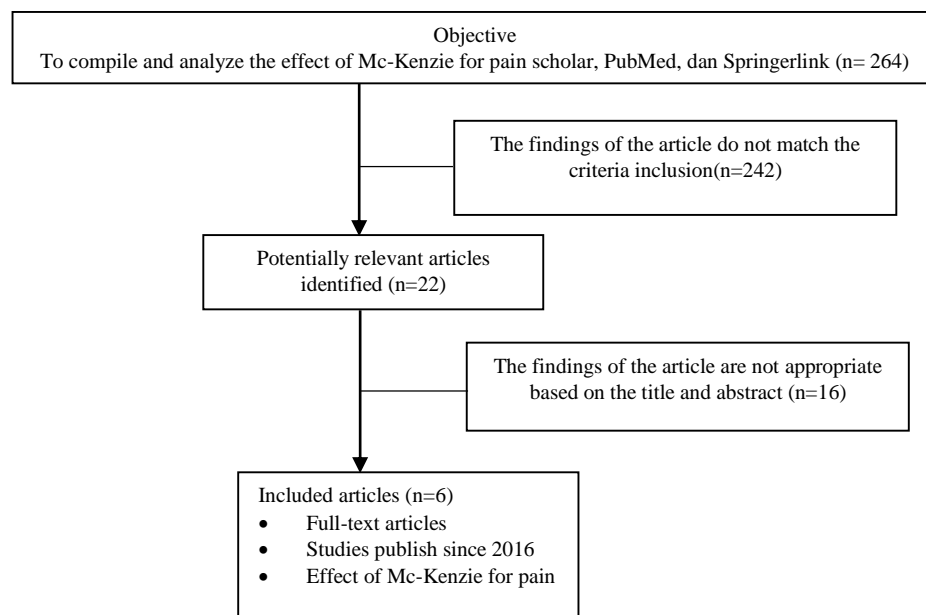 Objective
To compile and analyze the effect of Mc-Kenzie for pain scholar, PubMed, dan Springerlink (n= 264)
The findings of the article do not match the
criteria inclusion(n=242)
Potentially relevant articles
identified (n=22)
The findings of the article are not appropriate
based on the title and abstract (n=16)
Included articles (n=6)
• Full-text articles
• Studies publish since 2016
• Effect of Mc-Kenzie for pain